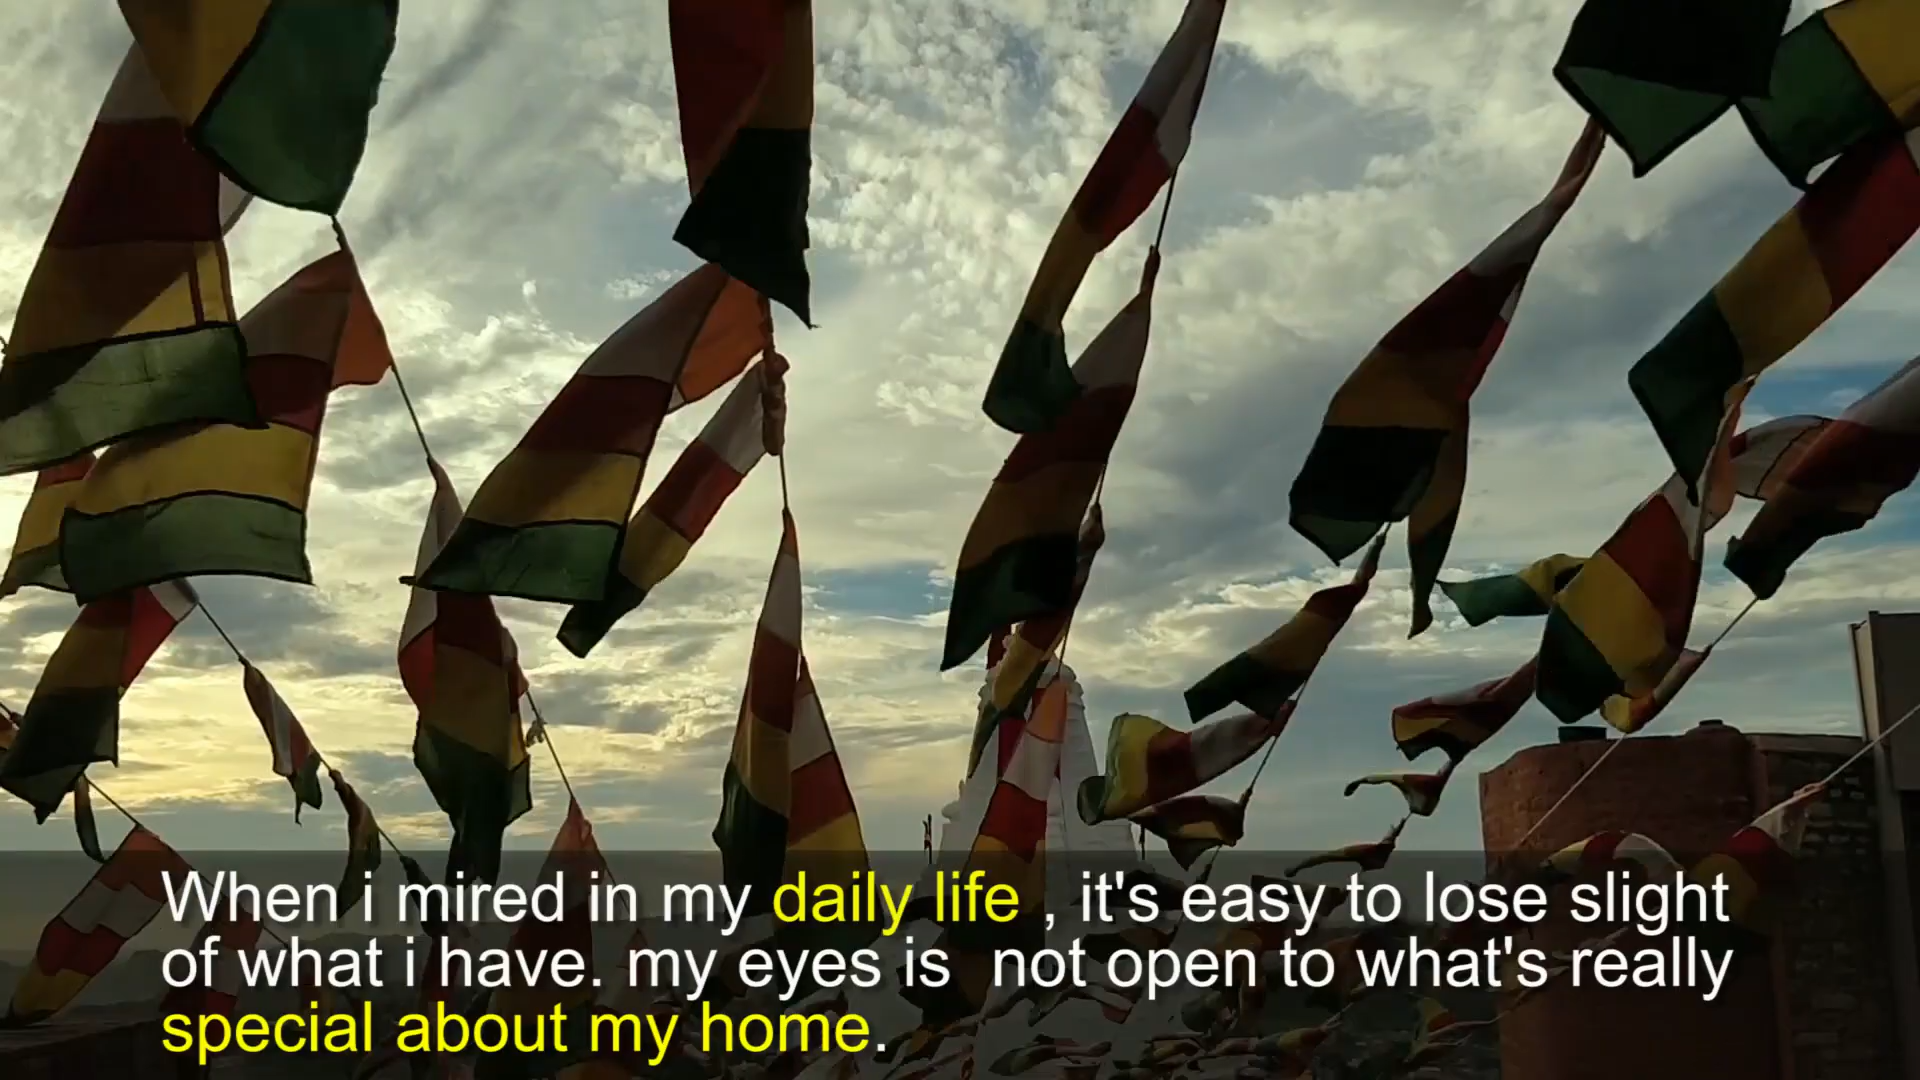 When i mired in my daily life , it's easy to lose slight
of what i have. my eyes is  not open to what's really
special about my home.